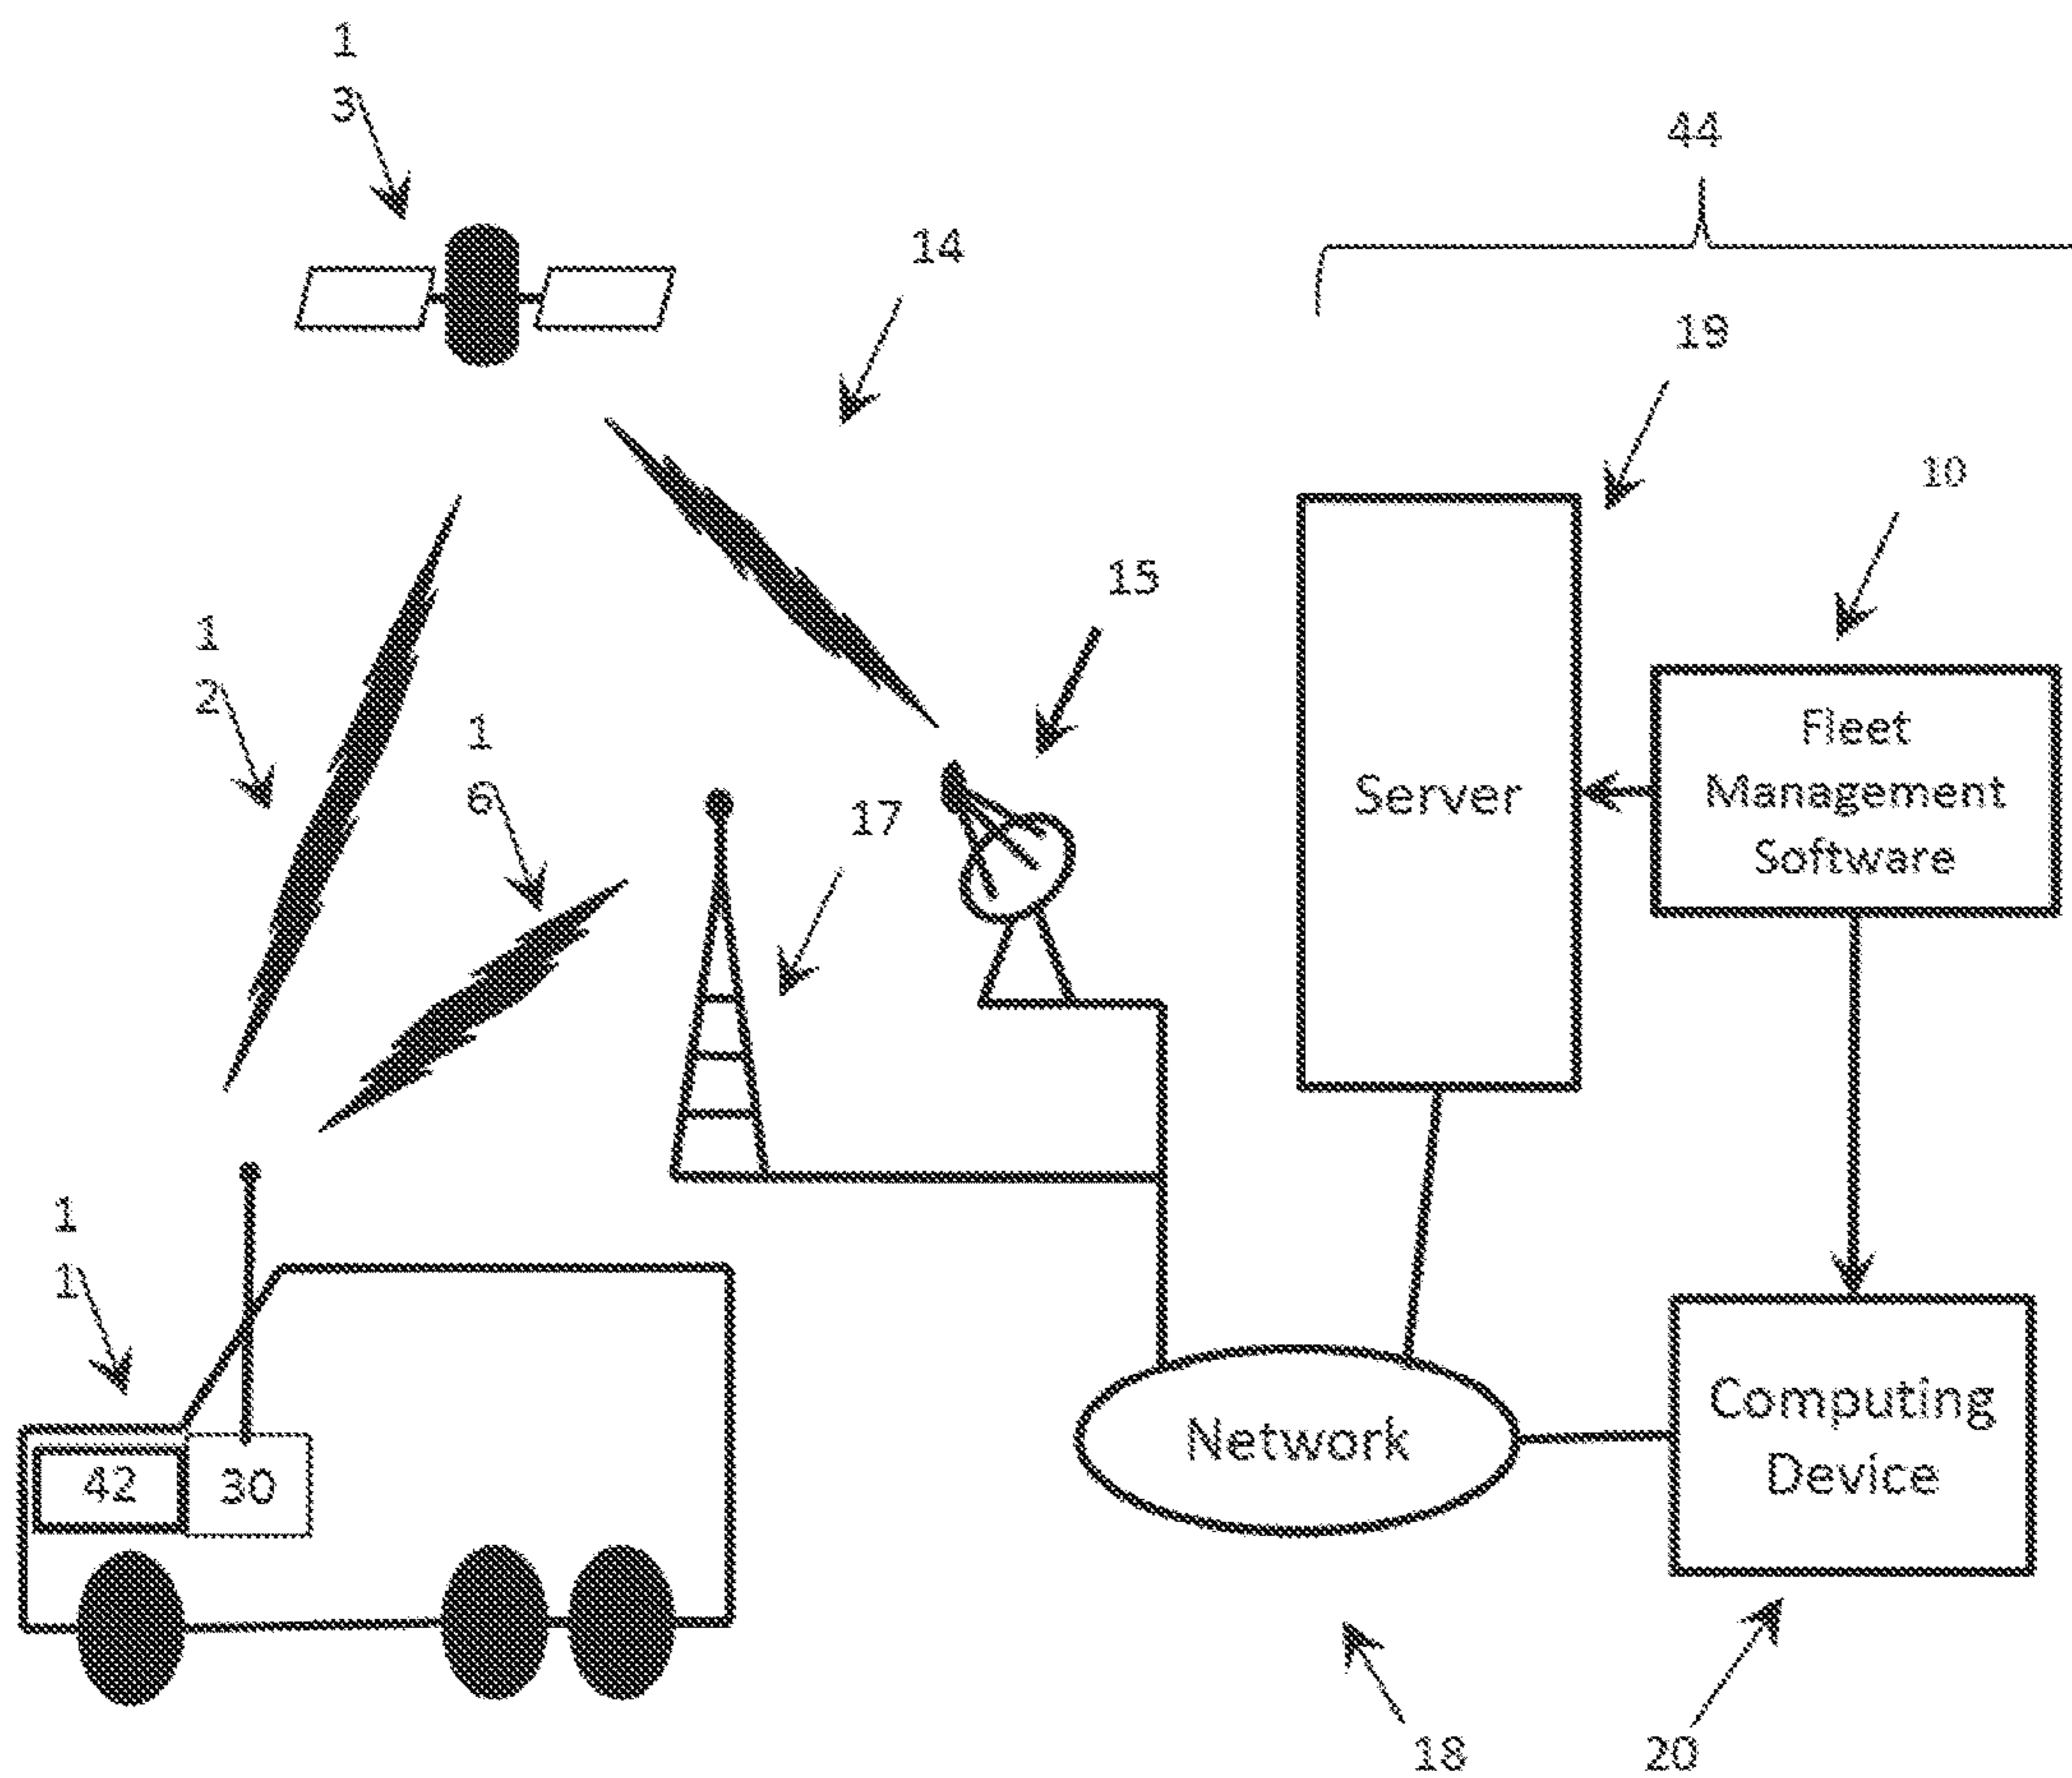 1
3
44
14
19
10
15
1
2
1
6
17
Fleet
Management
Software
Server
1
1
42
30
Network
Computing
Device
18
20